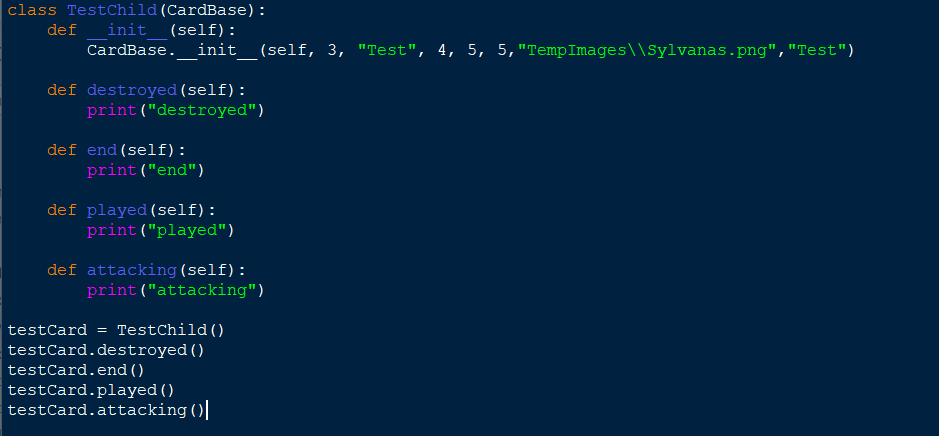 class TestChild(CardBase):
    def __init__(self):
        CardBase.__init__(self, 3, "Test", 4, 5, 5,"TempImages\\Sylvanas.png","Test")

    def destroyed(self):
        print("destroyed")

    def end(self):
        print("end")

    def played(self):
        print("played")

    def attacking(self):
        print("attacking")

testCard = TestChild()
testCard.destroyed()
testCard.end()
testCard.played()
testCard.attacking()